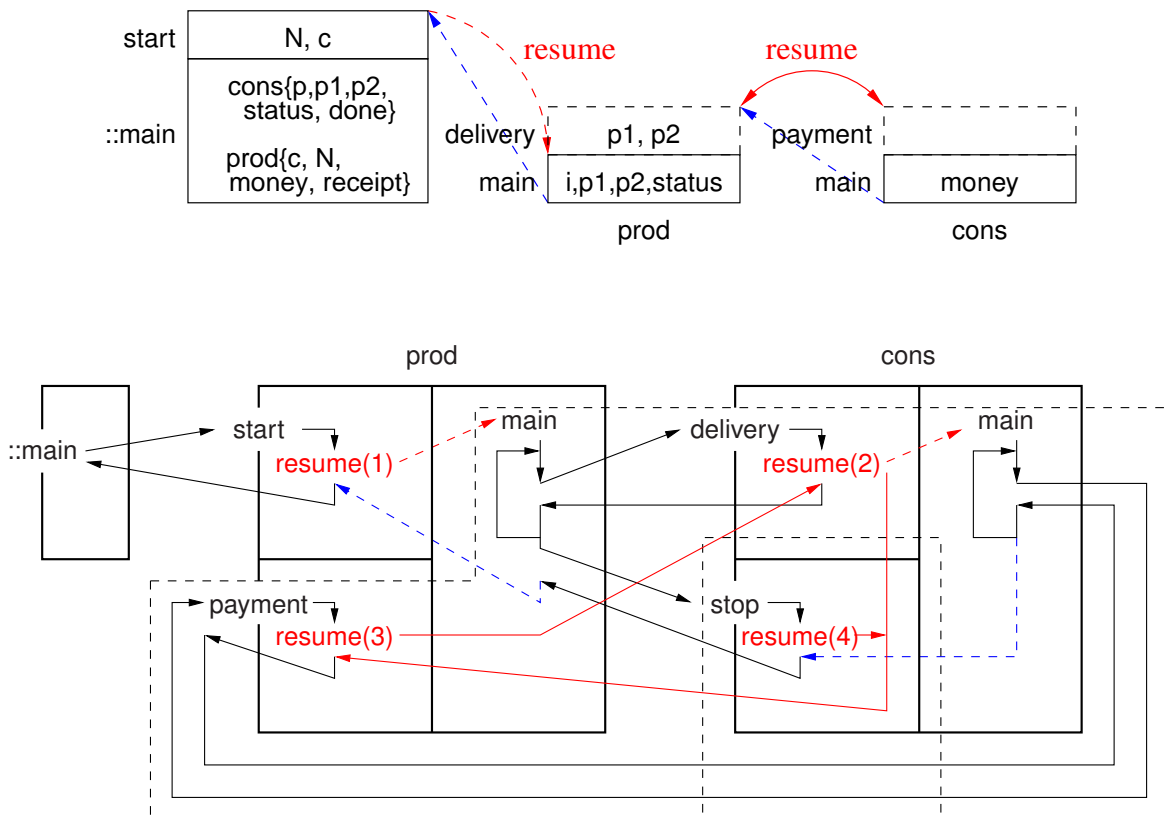 start
N, c
resume
resume
cons{p,p1,p2,
status, done}
::main
delivery
p1, p2
payment
prod{c, N,
money, receipt}
main
i,p1,p2,status
main
money
prod
cons
prod
cons
start
main
delivery
main
::main
resume(1)
resume(2)
payment
stop
resume(3)
resume(4)